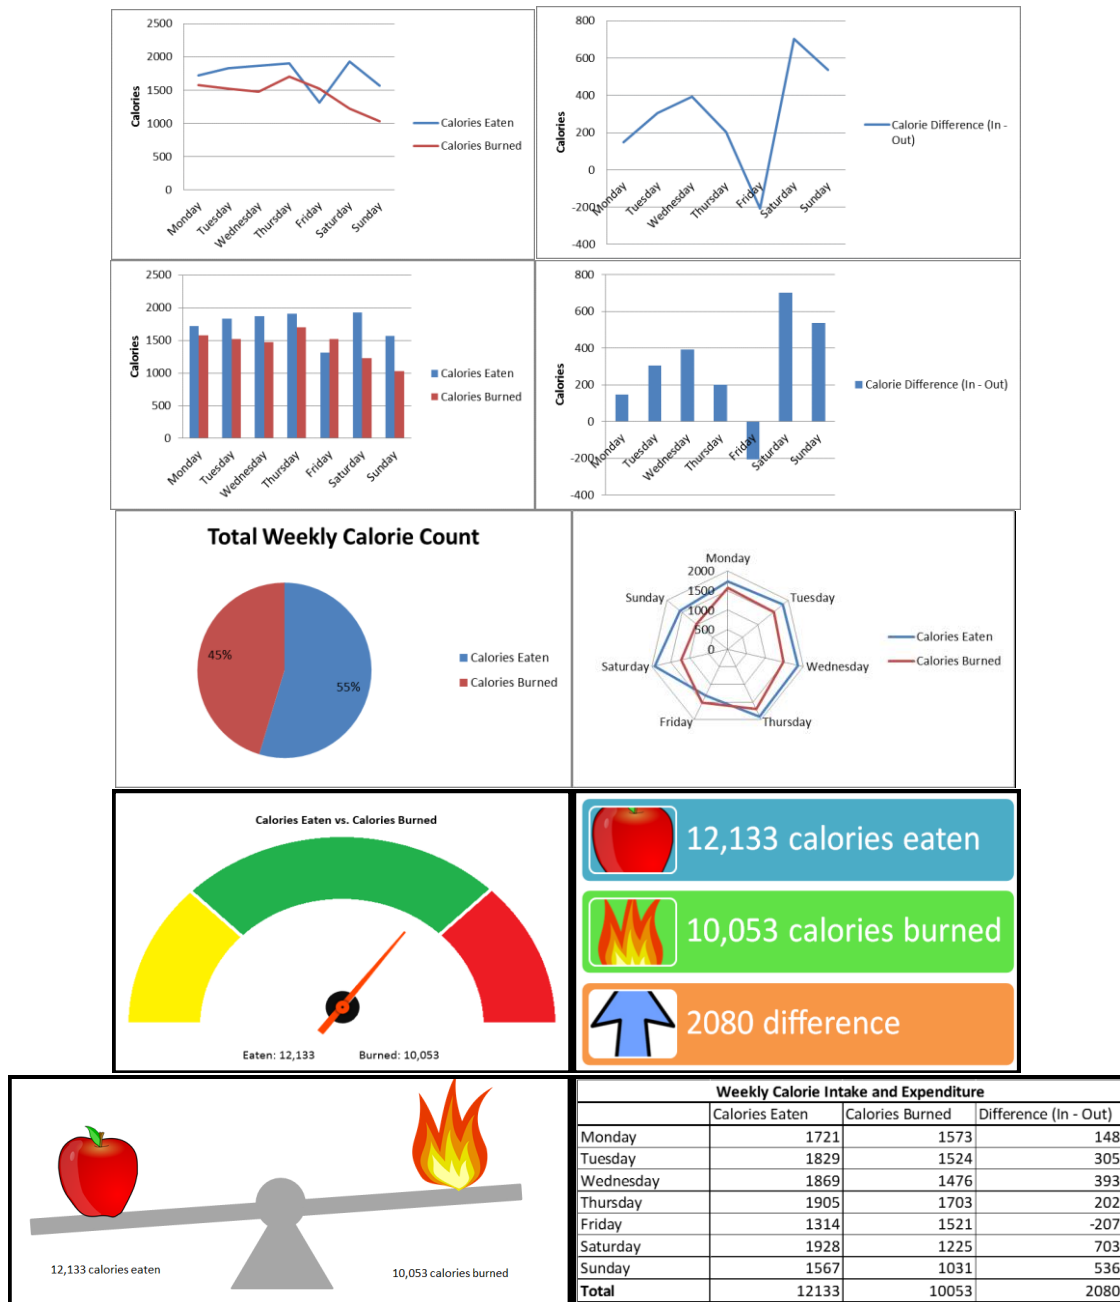 2500
2000
1500
1000
500
0
Calories
Monday
Tuesday
Wednesday
Thursday
Friday
Saturday
Sunday
Calories Eaten
Calories Burned
800
600
400
200
0
-200
-400
Calories
Monday
Tuesday
Wednesday
Thursday
Friday
Saturday
Sunday
Calorie Difference (In -
Out)
2500
2000
1500
1000
500
0
Calories
Monday
Tuesday
Wednesday
Thursday
Friday
Saturday
Sunday
Calories Eaten
Calories Burned
800
600
400
200
0
-200
-400
Calories
Monday
Tuesday
Wednesday
Thursday
Friday
Saturday
Sunday
Calorie Difference (In - Out)
Total Weekly Calorie Count
45%
55%
Calories Eaten
Calories Burned
Monday
2000
1500
1000
500
0
Tuesday
Wednesday
Thursday
Friday
Saturday
Sunday
Calories Eaten
Calories Burned
Calories Eaten vs. Calories Burned
Eaten: 12,133 Burned: 10,053
12,133 calories eaten
10,053 calories burned
2080 difference
12,133 calories eaten
10,053 calories burned
Weekly Calorie Intake and Expenditure
Calories Eaten Calories Burned Difference (In - Out)
Monday 1721 1573 148
Tuesday 1829 1524 305
Wednesday 1869 1476 393
Thursday 1905 1703 202
Friday 1314 1521 -207
Saturday 1928 1225 703
Sunday 1567 1031 536
Total 12133 10053 2080